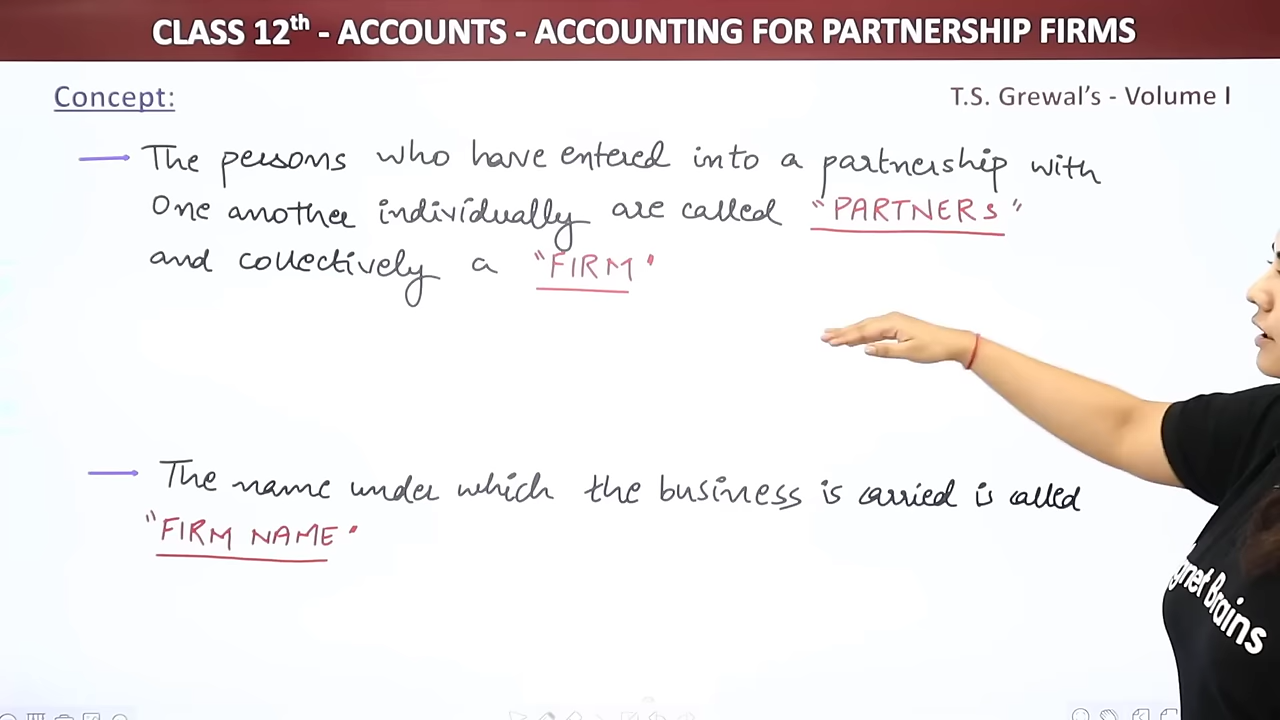 CLASS 12th - ACCOUNTS - ACCOUNTING FOR PARTNERSHIP FIRMS
Concept:
T.S. Grewal's - Volume I
The persons who have entered into a partnership with
One another individually are called "PARTNERS"
and collectively a "FIRM"
The name under which the business is carried is called
"FIRM NAME"
gnet Brains